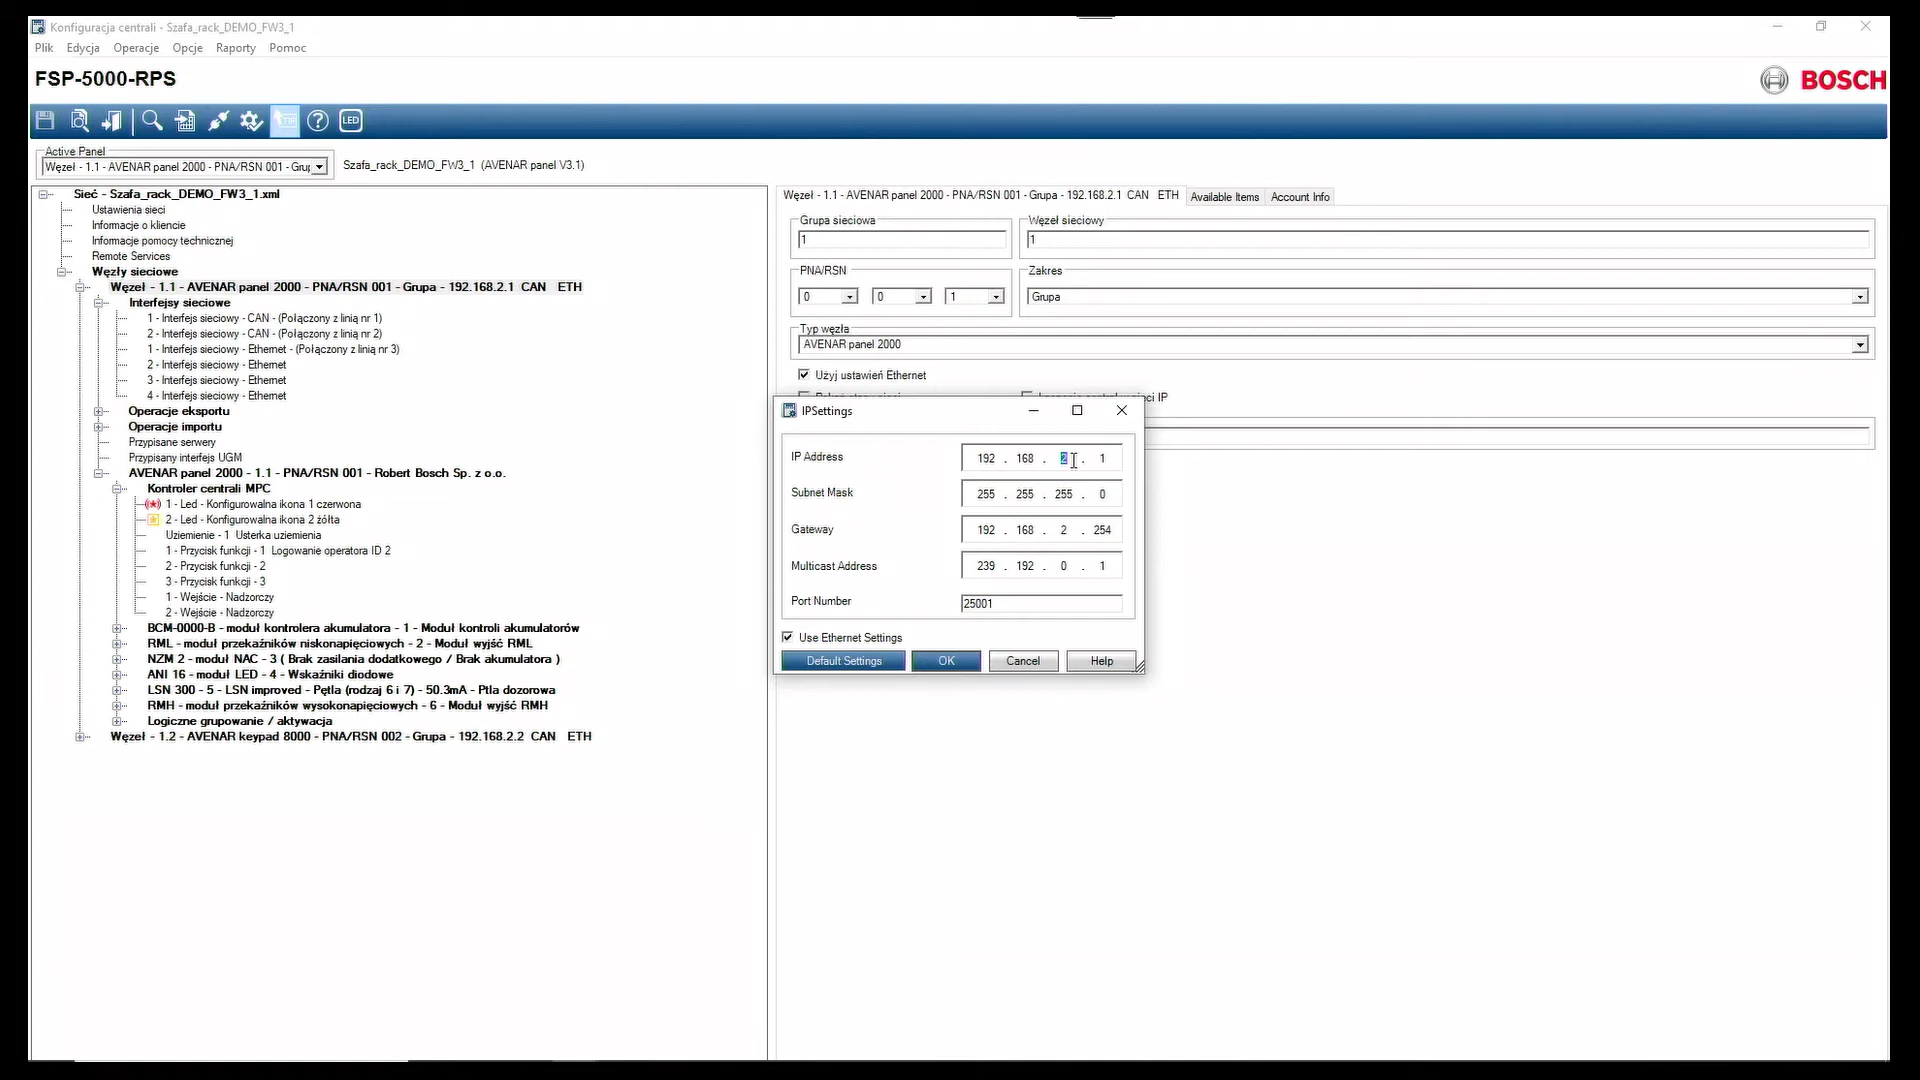 Konfiguracja centrali - Szafa_rack_DEMO_FW3_1
Plik Edycja Operacje Opcje Raporty Pomoc
FSP-5000-RPS
BOSCH
LED
Active Panel
Węzeł - 1.1 - AVENAR panel 2000 - PNA/RSN 001 - Gru
Szafa_rack_DEMO_FW3_1 (AVENAR panel V3.1)
Sieć - Szafa_rack_DEMO_FW3_1.xml
Ustawienia sieci
Informacje o kliencie
Informacje pomocy technicznej
Remote Services
Węzły sieciowe
Węzeł - 1.1 - AVENAR panel 2000 - PNA/RSN 001 - Grupa - 192.168.2.1 CAN ETH
Interfejsy sieciowe
1 - Interfejs sieciowy - CAN - (Połączony z linią nr 1)
2 - Interfejs sieciowy - CAN - (Połączony z linią nr 2)
1 - Interfejs sieciowy - Ethernet - (Połączony z linią nr 3)
2 - Interfejs sieciowy - Ethernet
3 - Interfejs sieciowy - Ethernet
4 - Interfejs sieciowy - Ethernet
Operacje eksportu
Operacje importu
Przypisane serwery
Przypisany interfejs UGM
AVENAR panel 2000 - 1.1 - PNA/RSN 001 - Robert Bosch Sp. z o.o.
Kontroler centrali MPC
1 - Led - Konfigurowalna ikona 1 czerwona
2 - Led - Konfigurowalna ikona 2 żółta
Uziemienie - 1 Usterka uziemienia
1 - Przycisk funkcji - 1 Logowanie operatora ID 2
2 - Przycisk funkcji - 2
3 - Przycisk funkcji - 3
1 - Wejście - Nadzorczy
2 - Wejście - Nadzorczy
BCM-0000-B - moduł kontrolera akumulatora - 1 - Moduł kontroli akumulatorów
RML - moduł przekaźników niskonapięciowych - 2 - Moduł wyjść RML
NZM 2 - moduł NAC - 3 ( Brak zasilania dodatkowego / Brak akumulatora )
ANI 16 - moduł LED - 4 - Wskaźniki diodowe
LSN 300 - 5 - LSN improved - Pętla (rodzaj 6 i 7) - 50.3mA - Ptla dozorowa
RMH - moduł przekaźników wysokonapięciowych - 6 - Moduł wyjść RMH
Logiczne grupowanie / aktywacja
Węzeł - 1.2 - AVENAR keypad 8000 - PNA/RSN 002 - Grupa - 192.168.2.2 CAN ETH
Węzeł - 1.1 - AVENAR panel 2000 - PNA/RSN 001 - Grupa - 192.168.2.1 CAN ETH
Available Items
Account Info
Grupa sieciowa
1
Węzeł sieciowy
1
PNA/RSN
0 0 1
Zakres
Grupa
Typ węzła
AVENAR panel 2000
Użyj ustawień Ethernet
IP
IPSettings
IP Address 192 . 168 . 2 . 1
Subnet Mask 255 . 255 . 255 . 0
Gateway 192 . 168 . 2 . 254
Multicast Address 239 . 192 . 0 . 1
Port Number 25001
Use Ethernet Settings
Default Settings OK Cancel Help